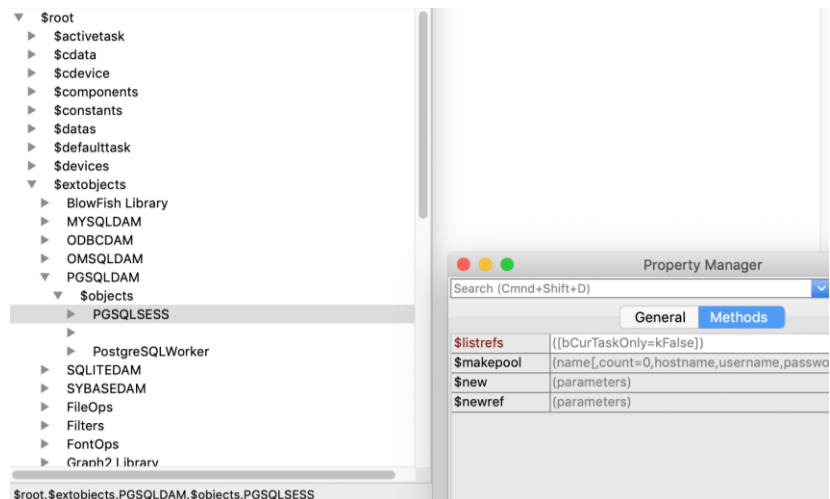 $root
$activetask
$cdata
$cdevice
$components
$constants
$datas
$defaulttask
$devices
$extobjects
BlowFish Library
MYSQLDAM
ODBCDAM
OMSQLDAM
PGSQLDAM
$objects
PGSQLSESS
PostgreSQLWorker
SQLITEDAM
SYBASEDAM
FileOps
Filters
FontOps
Graph2 Library
$root.$extobjects.PGSQLDAM.$objects.PGSQLSESS
Property Manager
Search (Cmnd+Shift+D)
General Methods
$listrefs ([bCurTaskOnly=kFalse])
$makepool (name[,count=0,hostname,username,passwo
$new (parameters)
$newref (parameters)